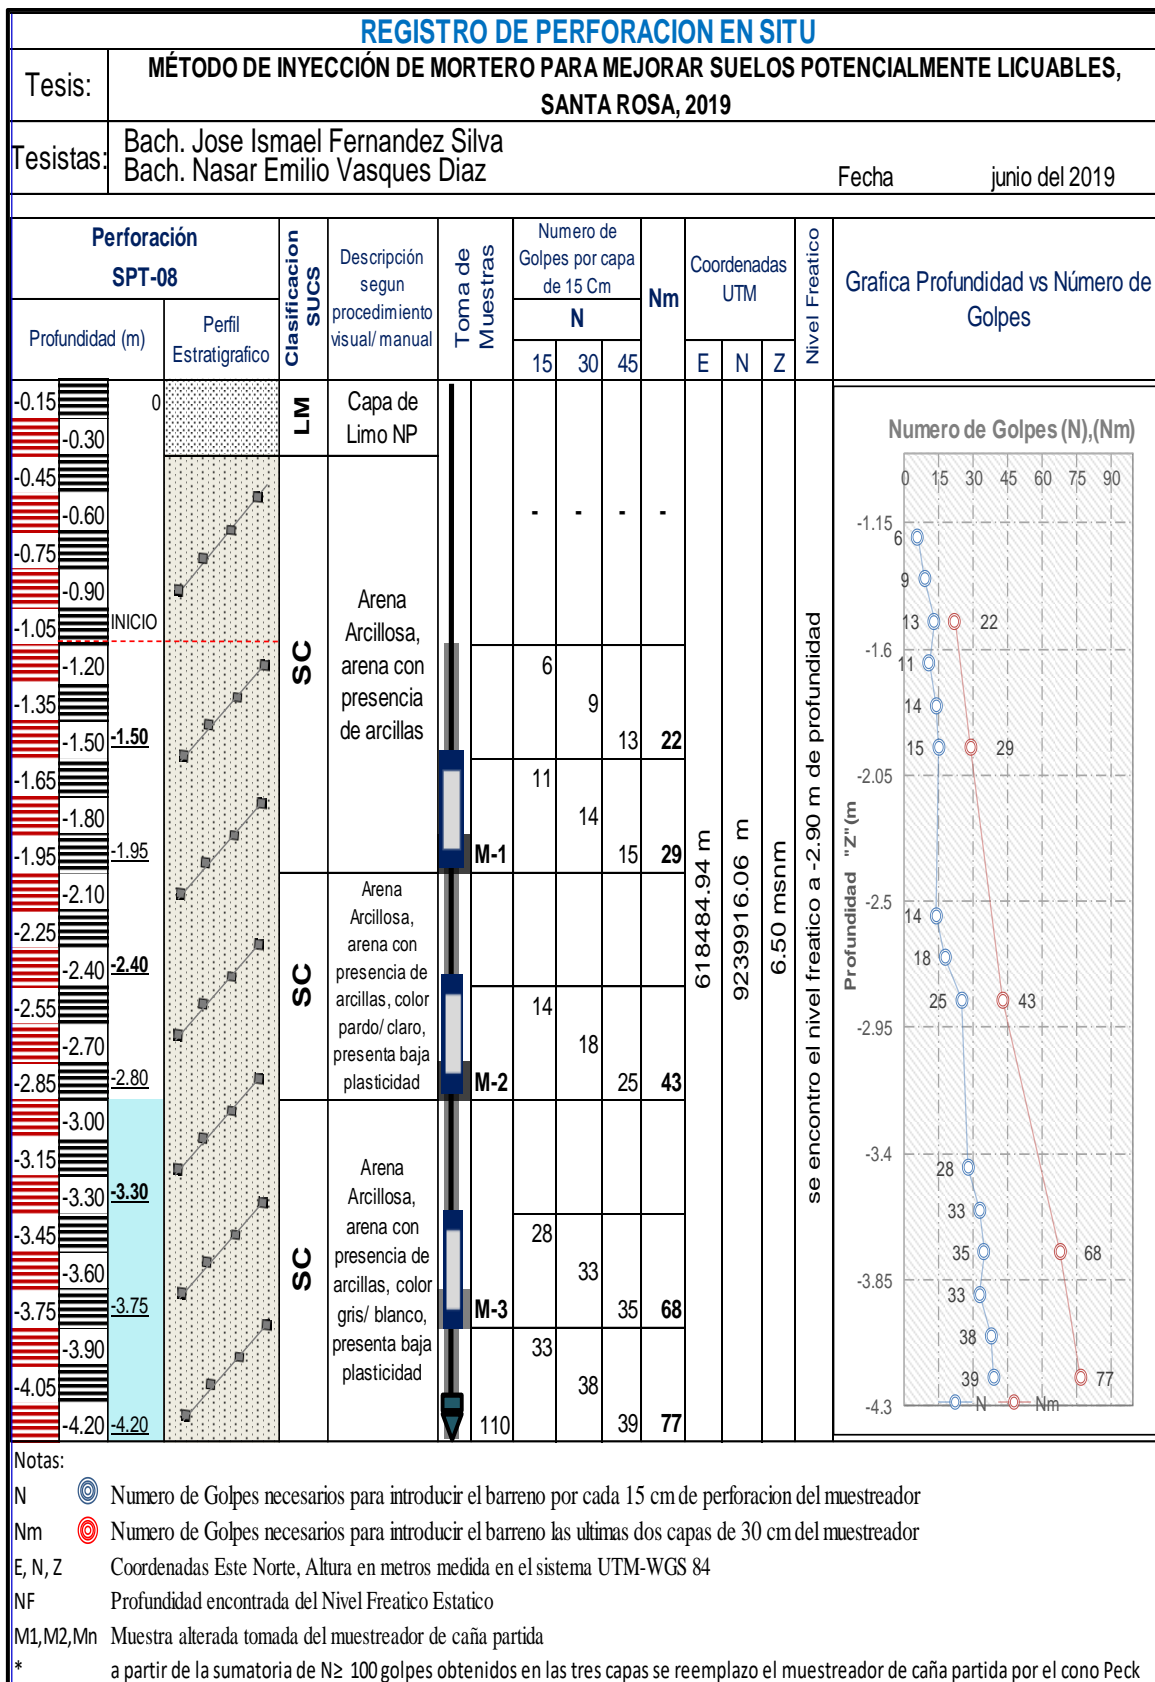 REGISTRO DE PERFORACION EN SITU
Tesis:
MÉTODO DE INYECCIÓN DE MORTERO PARA MEJORAR SUELOS POTENCIALMENTE LICUABLES,
SANTA ROSA, 2019
Tesistas:
Bach. Jose Ismael Fernandez Silva
Bach. Nasar Emilio Vasques Diaz
Fecha junio del 2019
Perforación
SPT-08
Profundidad (m)
Perfil
Estratigrafico
Clasificacion
SUCS
Descripción
segun
procedimiento
visual/ manual
Toma de
Muestras
Numero de
Golpes por capa
de 15 Cm
N
15 30 45
Nm
Coordenadas
UTM
E N Z
Nivel Freatico
Grafica Profundidad vs Número de
Golpes
-0.15 0
-0.30
-0.45
-0.60
-0.75
-0.90
-1.05 INICIO
-1.20
-1.35
-1.50 -1.50
-1.65
-1.80
-1.95 -1.95
-2.10
-2.25
-2.40 -2.40
-2.55
-2.70
-2.85 -2.80
-3.00
-3.15
-3.30 -3.30
-3.45
-3.60
-3.75 -3.75
-3.90
-4.05
-4.20 -4.20
LM
Capa de
Limo NP
SC
Arena
Arcillosa,
arena con
presencia
de arcillas
SC
Arena
Arcillosa,
arena con
presencia de
arcillas, color
pardo/ claro,
presenta baja
plasticidad
SC
Arena
Arcillosa,
arena con
presencia de
arcillas, color
gris/ blanco,
presenta baja
plasticidad
M-1
M-2
M-3
110
- - - -
6
9
13 22
11
14
15 29
14
18
25 43
28
33
35 68
33
38
39 77
618484.94 m
9239916.06 m
6.50 msnm
se encontro el nivel freatico a -2.90 m de profundidad
Numero de Golpes (N),(Nm)
0 15 30 45 60 75 90
Profundidad "Z"(m
-1.15
-1.6
-2.05
-2.5
-2.95
-3.4
-3.85
-4.3
6
9
13 22
11
14
15 29
14
18
25 43
28
33
35 68
33
38
39 77
N Nm
Notas:
N Numero de Golpes necesarios para introducir el barreno por cada 15 cm de perforacion del muestreador
Nm Numero de Golpes necesarios para introducir el barreno las ultimas dos capas de 30 cm del muestreador
E, N, Z Coordenadas Este Norte, Altura en metros medida en el sistema UTM-WGS 84
NF Profundidad encontrada del Nivel Freatico Estatico
M1,M2,Mn Muestra alterada tomada del muestreador de caña partida
* a partir de la sumatoria de N≥ 100 golpes obtenidos en las tres capas se reemplazo el muestreador de caña partida por el cono Peck